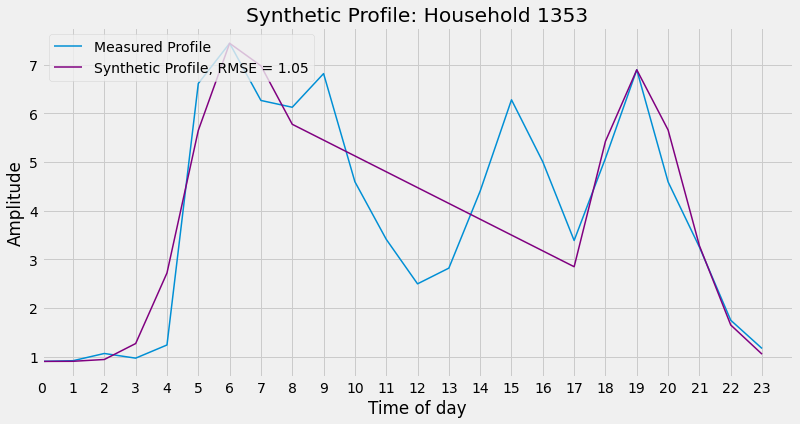 Synthetic Profile: Household 1353
Measured Profile
Synthetic Profile, RMSE = 1.05
Amplitude
7
6
5
4
3
2
1
0 1 2 3 4 5 6 7 8 9 10 11 12 13 14 15 16 17 18 19 20 21 22 23
Time of day